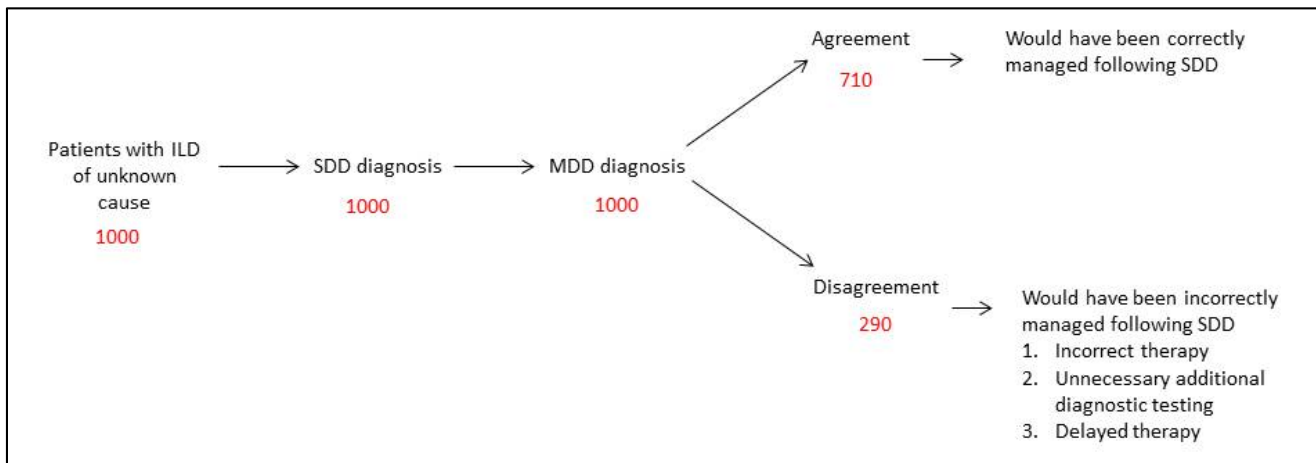 Patients with ILD
of unknown
cause
1000
SDD diagnosis
1000
MDD diagnosis
1000
Agreement
710
Would have been correctly
managed following SDD
Disagreement
290
Would have been incorrectly
managed following SDD
1. Incorrect therapy
2. Unnecessary additional
diagnostic testing
3. Delayed therapy